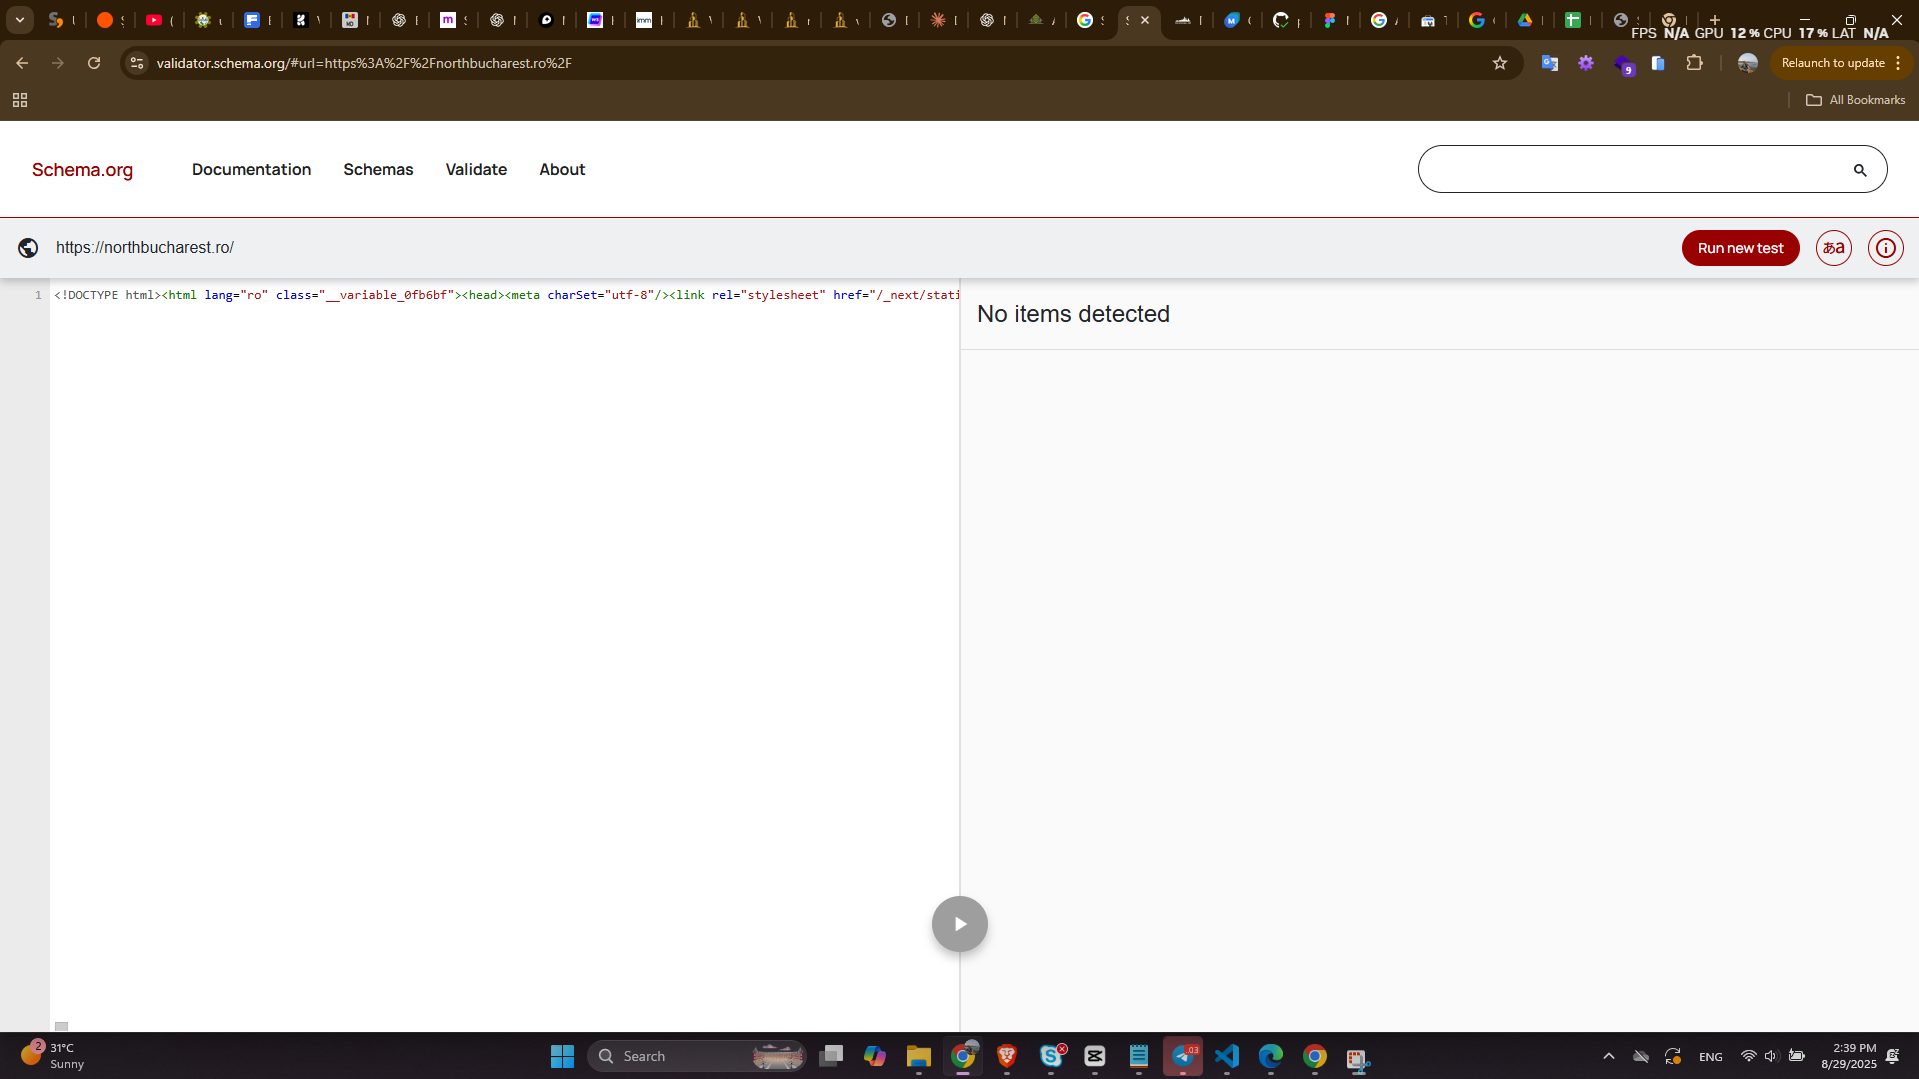 FPS N/A GPU 12 % CPU 17 % LAT N/A
validator.schema.org/#url=https%3A%2F%2Fnorthbucharest.ro%2F
9
Relaunch to update
All Bookmarks
Schema.org
Documentation
Schemas
Validate
About
https://northbucharest.ro/
Run new test
あa
1
<!DOCTYPE html><html lang="ro" class="__variable_0fb6bf"><head><meta charSet="utf-8"/><link rel="stylesheet" href="/_next/stati
No items detected
2
31°C
Sunny
Search
03
ENG
2:39 PM
8/29/2025